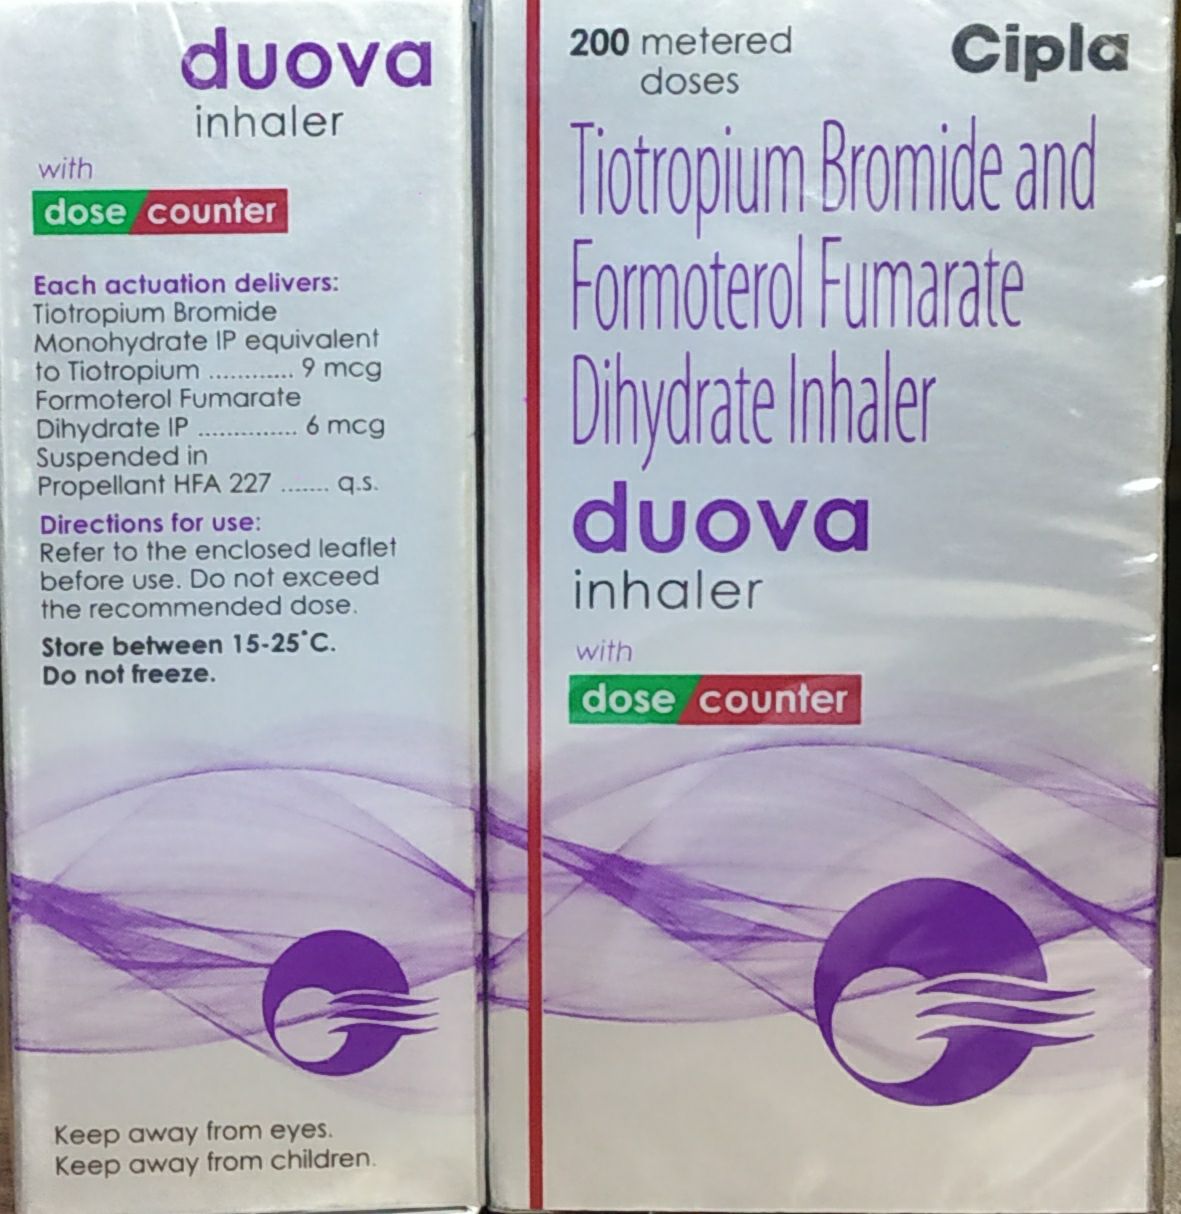 duova
inhaler
with
dose counter
Each actuation delivers:
Tiotropium Bromide
Monohydrate IP equivalent
to Tiotropium ............ 9 mcg
Formoterol Fumarate
Dihydrate IP .............. 6 mcg
Suspended in
Propellant HFA 227 ....... q.s.
Directions for use:
Refer to the enclosed leaflet
before use. Do not exceed
the recommended dose.
Store between 15-25°C.
Do not freeze.
Keep away from eyes.
Keep away from children.
200 metered
doses
Cipla
Tiotropium Bromide and
Formoterol Fumarate
Dihydrate Inhaler
duova
inhaler
with
dose counter